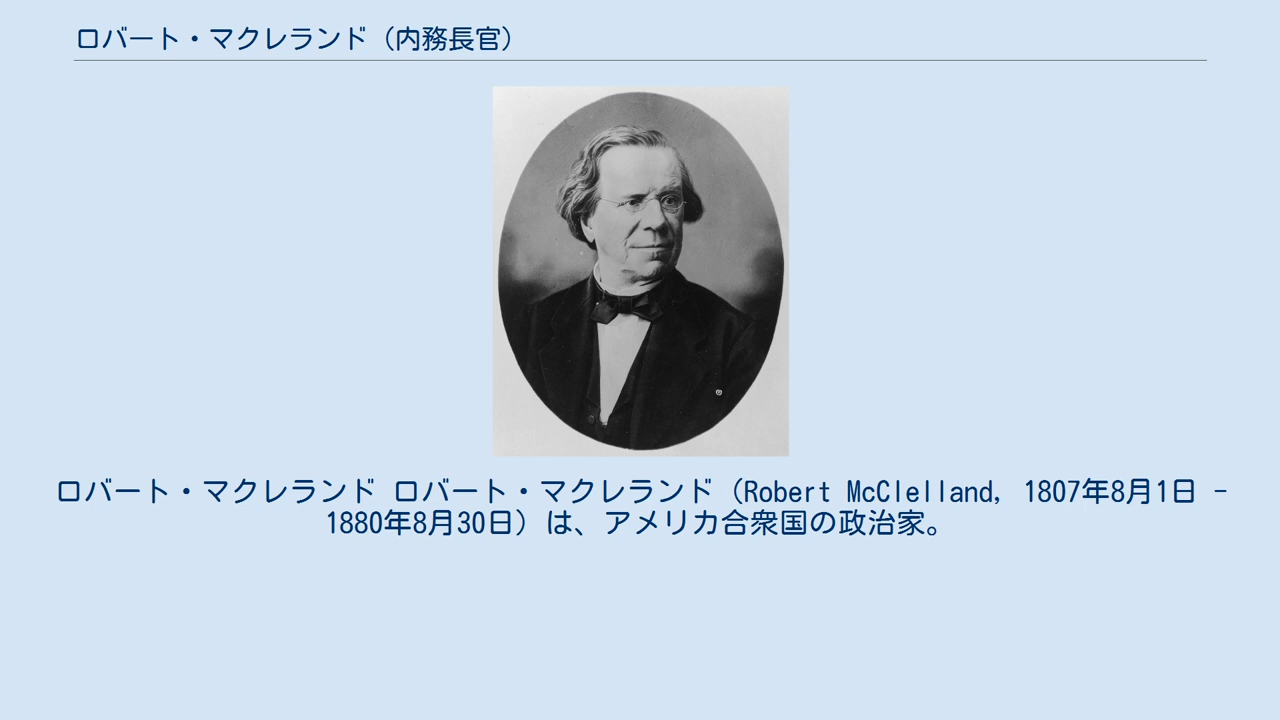 ロバート・マクレランド（内務長官）
ロバート・マクレランド ロバート・マクレランド（Robert McClelland, 1807年8月1日 -
1880年8月30日）は、アメリカ合衆国の政治家。